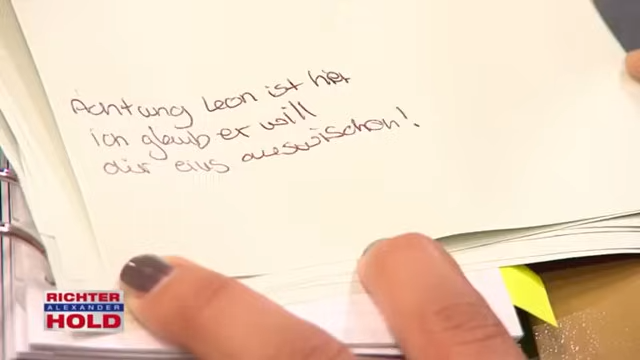 Achtung Leon ist hier
ich glaub er will
dir eins auswischen!
RICHTER
ALEXANDER
HOLD